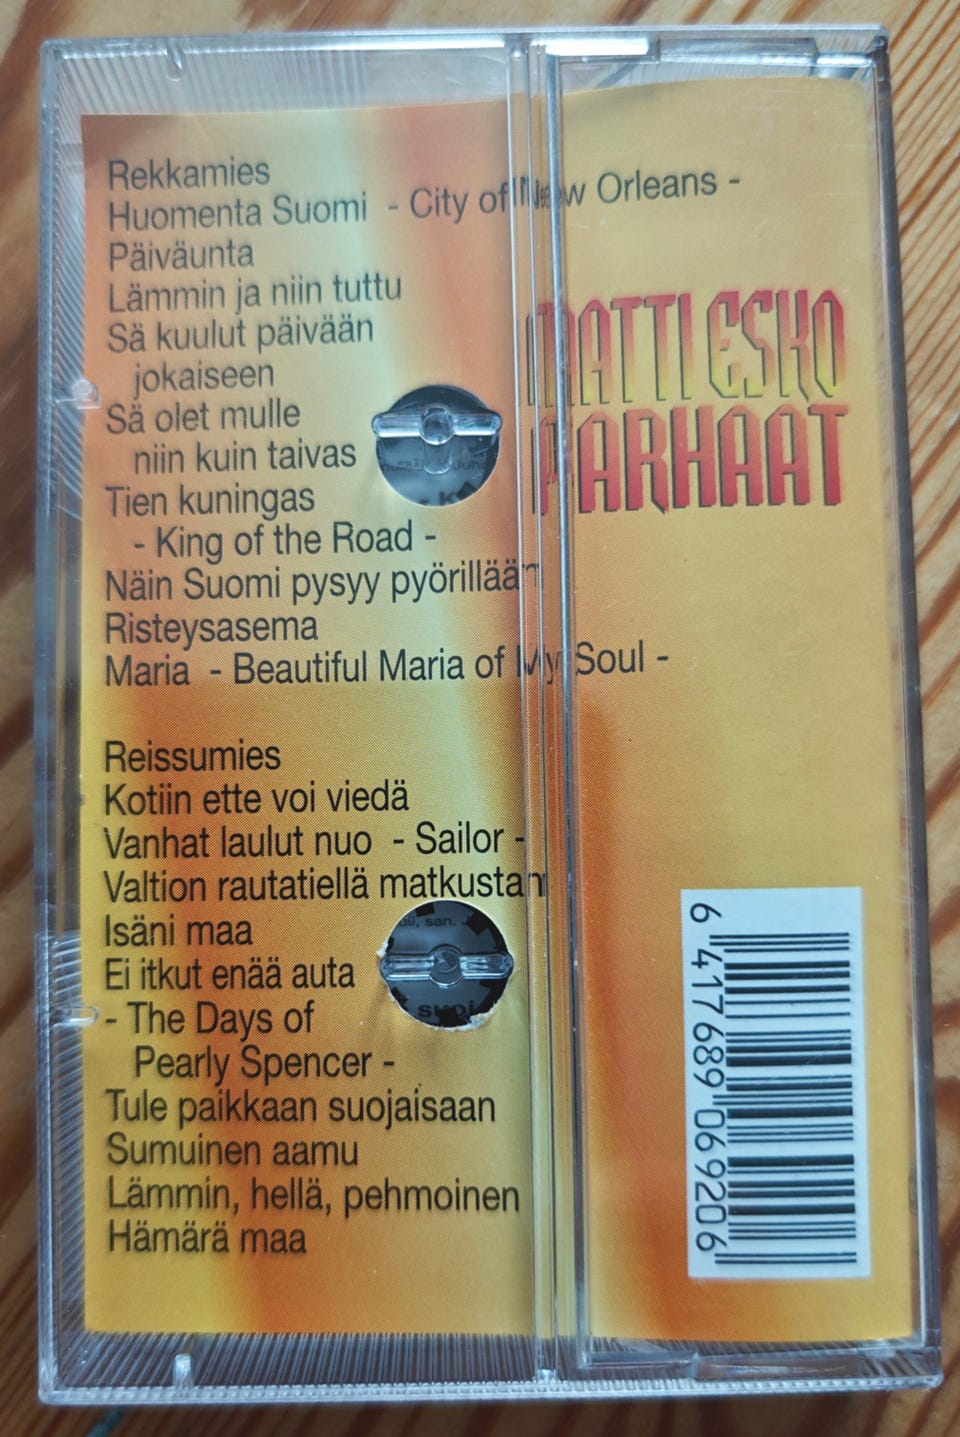 Rekkamies
Huomenta Suomi - City of New Orleans -
Päiväunta
Lämmin ja niin tuttu
Sä kuulut päivään
jokaiseen
Sä olet mulle
niin kuin taivas
Tien kuningas
- King of the Road -
Näin Suomi pysyy pyörillään
Risteysasema
Maria - Beautiful Maria of My Soul -
Reissumies
Kotiin ette voi viedä
Vanhat laulut nuo - Sailor -
Valtion rautatiellä matkustan
Isäni maa
Ei itkut enää auta
- The Days of
Pearly Spencer -
Tule paikkaan suojaisaan
Sumuinen aamu
Lämmin, hellä, pehmoinen
Hämärä maa
MATTI ESKO
PARHAAT
6 417689 069206